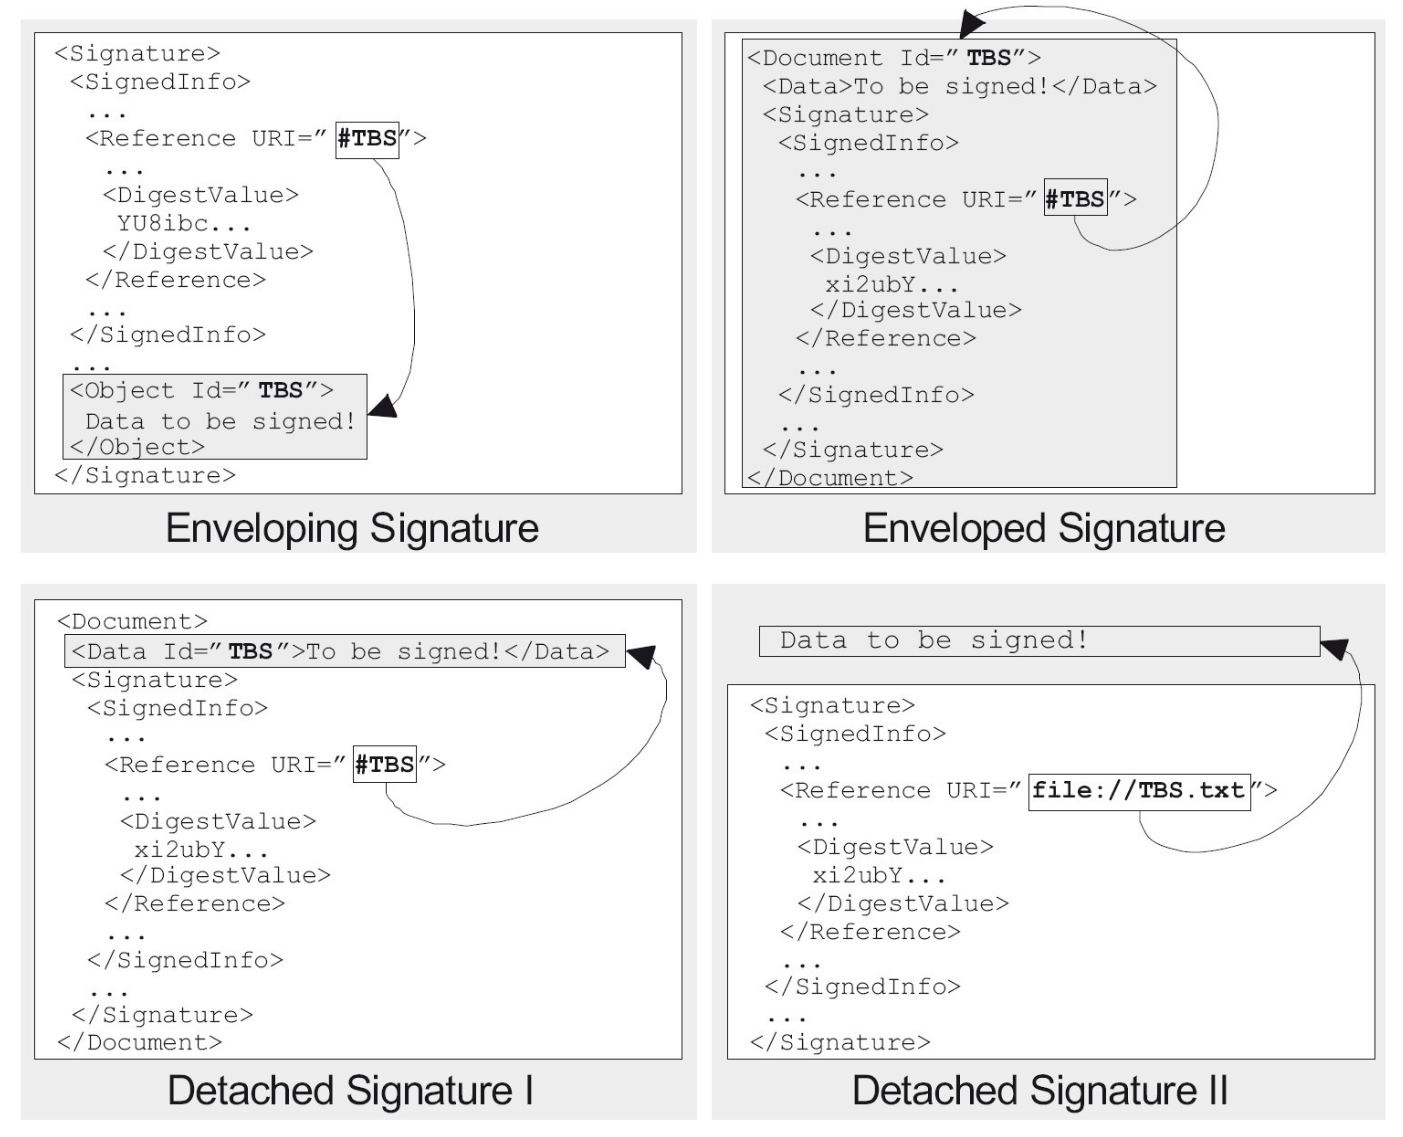 <Signature>
<SignedInfo>
...
<Reference URI=″ #TBS″>
...
<DigestValue>
YU8ibc...
</DigestValue>
</Reference>
...
</SignedInfo>
...
<Object Id=″ TBS″>
Data to be signed!
</Object>
</Signature>
Enveloping Signature
<Document Id=″ TBS″>
<Data>To be signed!</Data>
<Signature>
<SignedInfo>
...
<Reference URI=″ #TBS″>
...
<DigestValue>
xi2ubY...
</DigestValue>
</Reference>
...
</SignedInfo>
...
</Signature>
</Document>
Enveloped Signature
<Document>
<Data Id=″ TBS″>To be signed!</Data>
<Signature>
<SignedInfo>
...
<Reference URI=″ #TBS″>
...
<DigestValue>
xi2ubY...
</DigestValue>
</Reference>
...
</SignedInfo>
...
</Signature>
</Document>
Detached Signature I
Data to be signed!
<Signature>
<SignedInfo>
...
<Reference URI=″ file://TBS.txt″>
...
<DigestValue>
xi2ubY...
</DigestValue>
</Reference>
...
</SignedInfo>
...
</Signature>
Detached Signature II